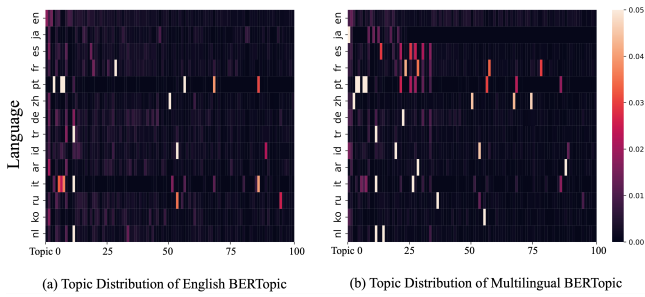 Language
en
ja
es
fr
pt
zh
de
tr
id
ar
it
ru
ko
nl
Topic 0 25 50 75 100
(a) Topic Distribution of English BERTopic
en
ja
es
fr
pt
zh
de
tr
id
ar
it
ru
ko
nl
Topic 0 25 50 75 100
(b) Topic Distribution of Multilingual BERTopic
0.05
0.04
0.03
0.02
0.01
0.00